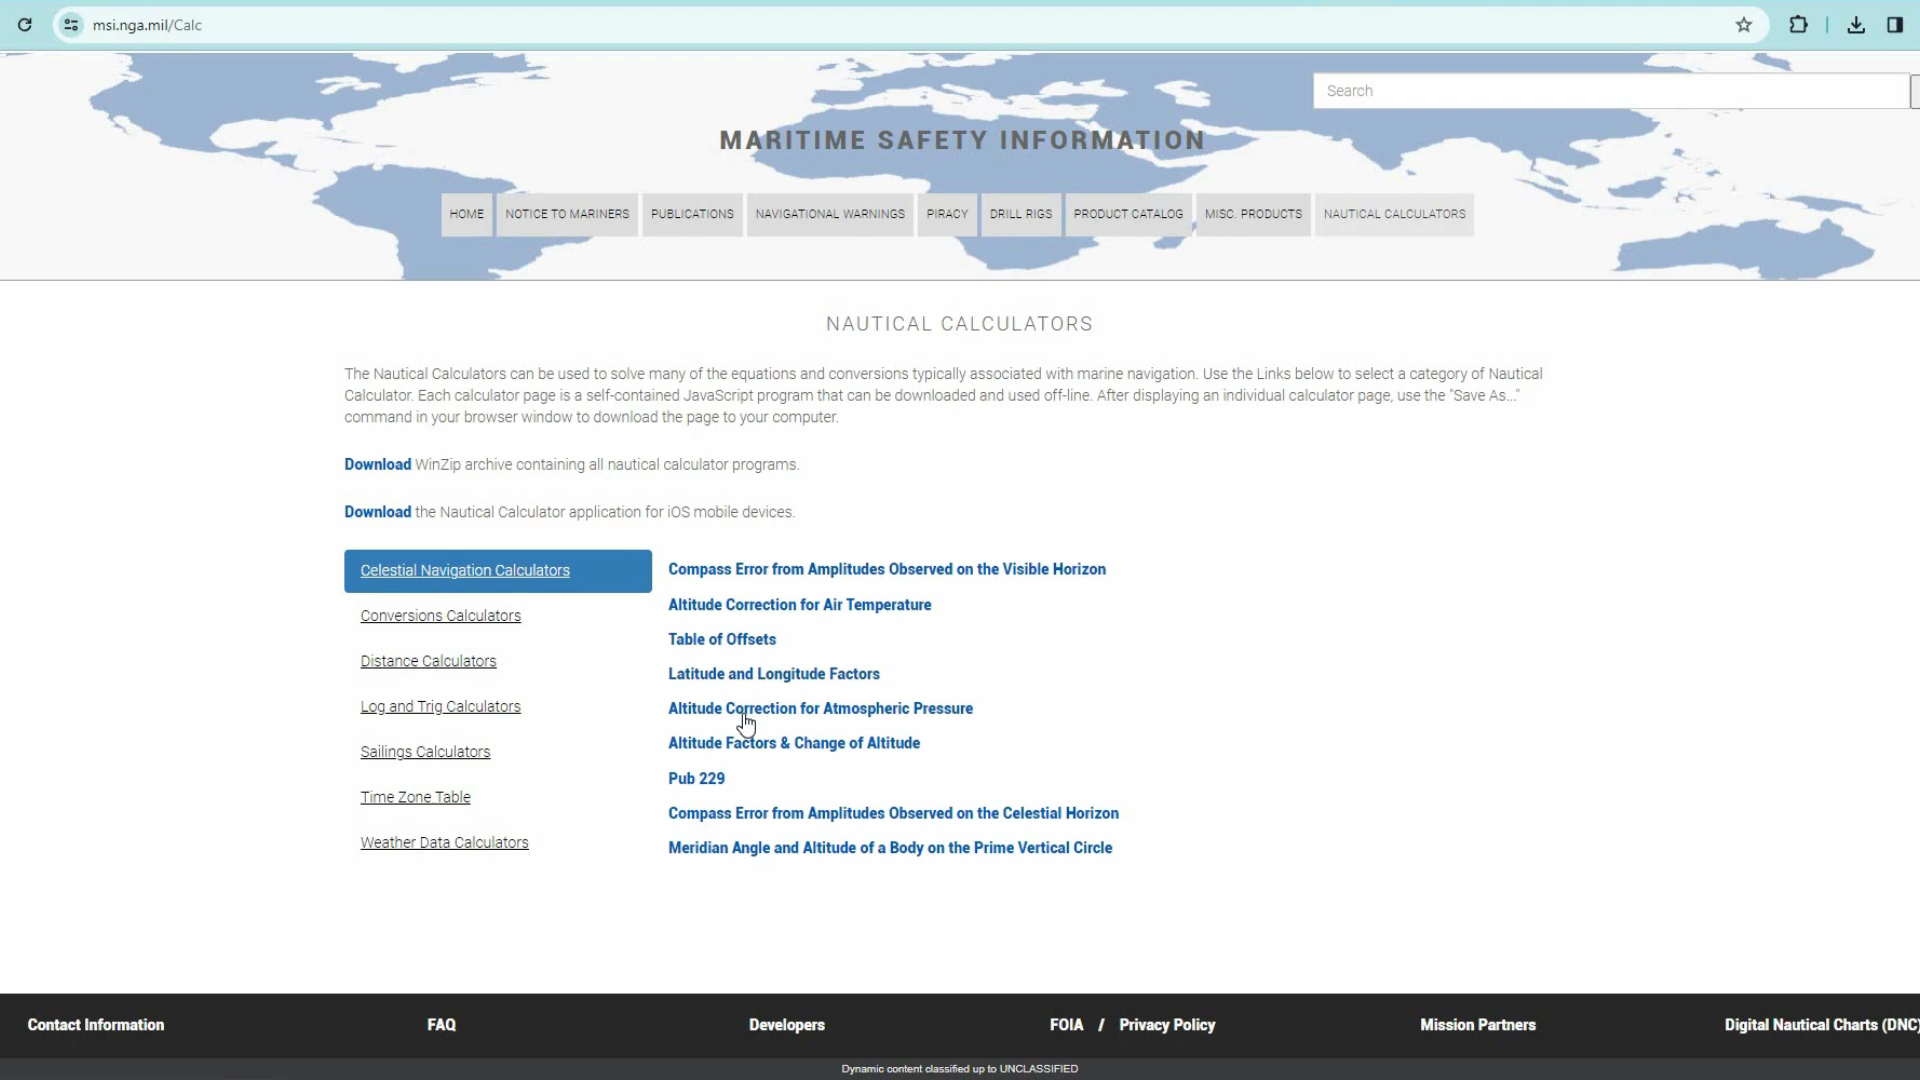 msi.nga.mil/Calc
Search
MARITIME SAFETY INFORMATION
HOME NOTICE TO MARINERS PUBLICATIONS NAVIGATIONAL WARNINGS PIRACY DRILL RIGS PRODUCT CATALOG MISC. PRODUCTS NAUTICAL CALCULATORS
NAUTICAL CALCULATORS
The Nautical Calculators can be used to solve many of the equations and conversions typically associated with marine navigation. Use the Links below to select a category of Nautical
Calculator. Each calculator page is a self-contained JavaScript program that can be downloaded and used off-line. After displaying an individual calculator page, use the "Save As..."
command in your browser window to download the page to your computer.
Download WinZip archive containing all nautical calculator programs.
Download the Nautical Calculator application for iOS mobile devices.
Celestial Navigation Calculators
Conversions Calculators
Distance Calculators
Log and Trig Calculators
Sailings Calculators
Time Zone Table
Weather Data Calculators
Compass Error from Amplitudes Observed on the Visible Horizon
Altitude Correction for Air Temperature
Table of Offsets
Latitude and Longitude Factors
Altitude Correction for Atmospheric Pressure
Altitude Factors & Change of Altitude
Pub 229
Compass Error from Amplitudes Observed on the Celestial Horizon
Meridian Angle and Altitude of a Body on the Prime Vertical Circle
Contact Information FAQ Developers FOIA / Privacy Policy Mission Partners Digital Nautical Charts (DNC)
Dynamic content classified up to UNCLASSIFIED